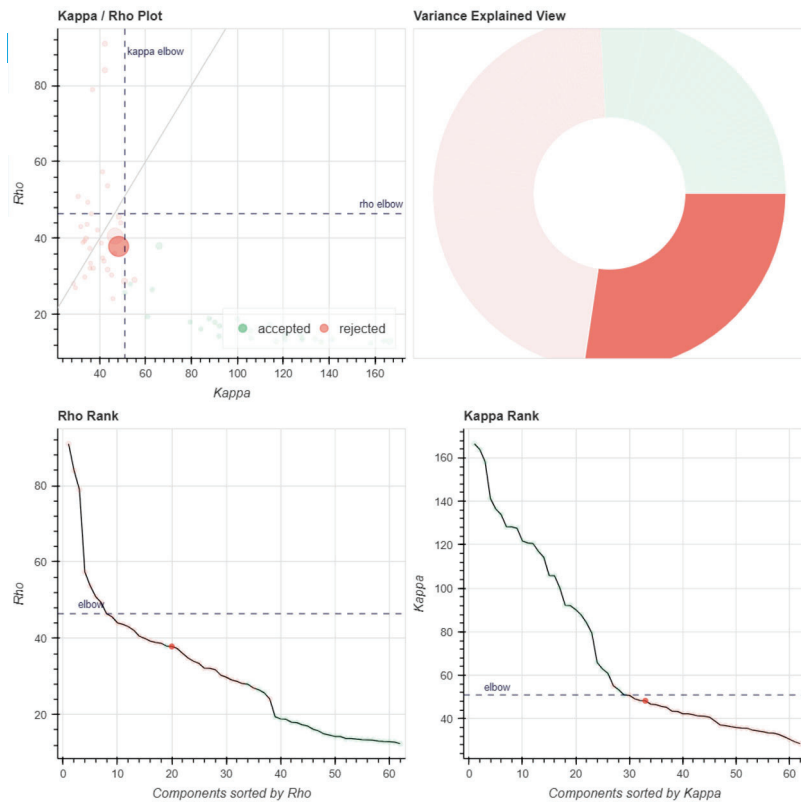 Kappa / Rho Plot
Variance Explained View
kappa elbow
rho elbow
80
60
40
20
Rho
accepted
rejected
40 60 80 100 120 140 160
Kappa
Rho Rank
Kappa Rank
80
60
40
20
Rho
elbow
0 10 20 30 40 50 60
Components sorted by Rho
160
140
120
100
80
60
40
Kappa
elbow
0 10 20 30 40 50 60
Components sorted by Kappa